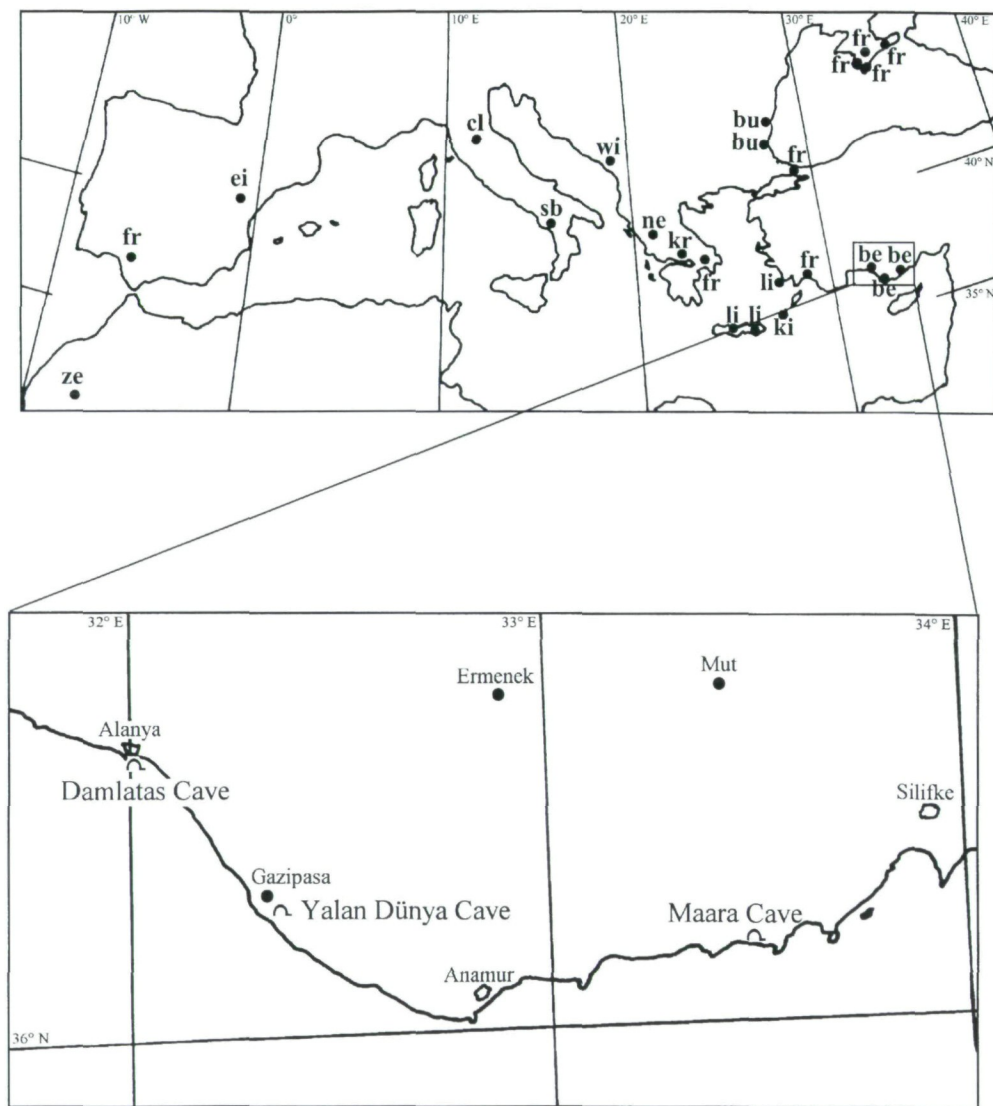 10° W 0° 10° E 20° E 30° E 40° E
fr
fr fr
fr
bu
cl wi bu fr 40° N
ei
sb ne
fr kr be be
fr fr li be 35° N
li li ki
ze
32° E 33° E 34° E
Ermenek Mut
Alanya
Damlatas Cave Silifke
Gazipasa
Yalan Dünya Cave Maara Cave
Anamur
36° N